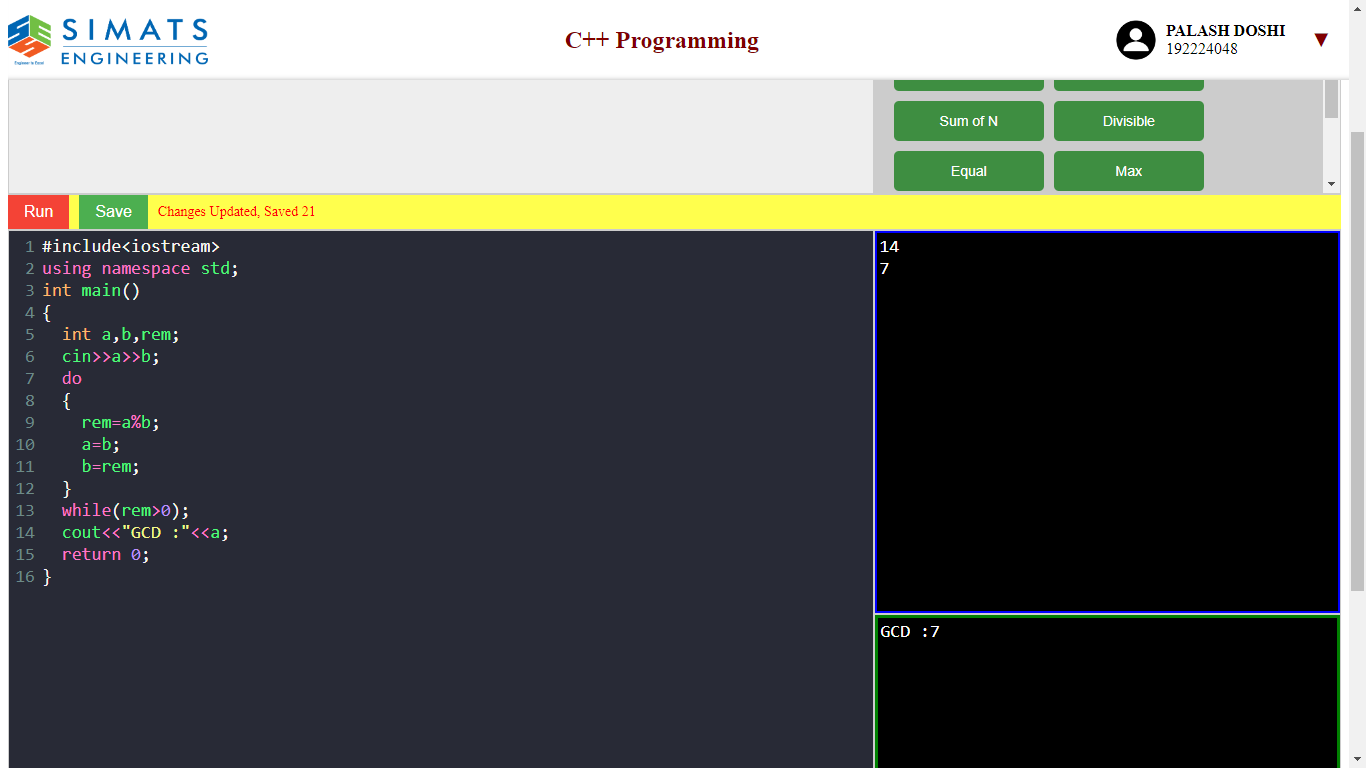 SIMATS
ENGINEERING
Engineer to Excel
C++ Programming
PALASH DOSHI
192224048
▼
Sum of N
Divisible
Equal
Max
Run
Save
Changes Updated, Saved 21
1 #include<iostream>
2 using namespace std;
3 int main()
4 {
5   int a,b,rem;
6   cin>>a>>b;
7   do
8   {
9     rem=a%b;
10     a=b;
11     b=rem;
12   }
13   while(rem>0);
14   cout<<"GCD :"<<a;
15   return 0;
16 }
14
7
GCD :7